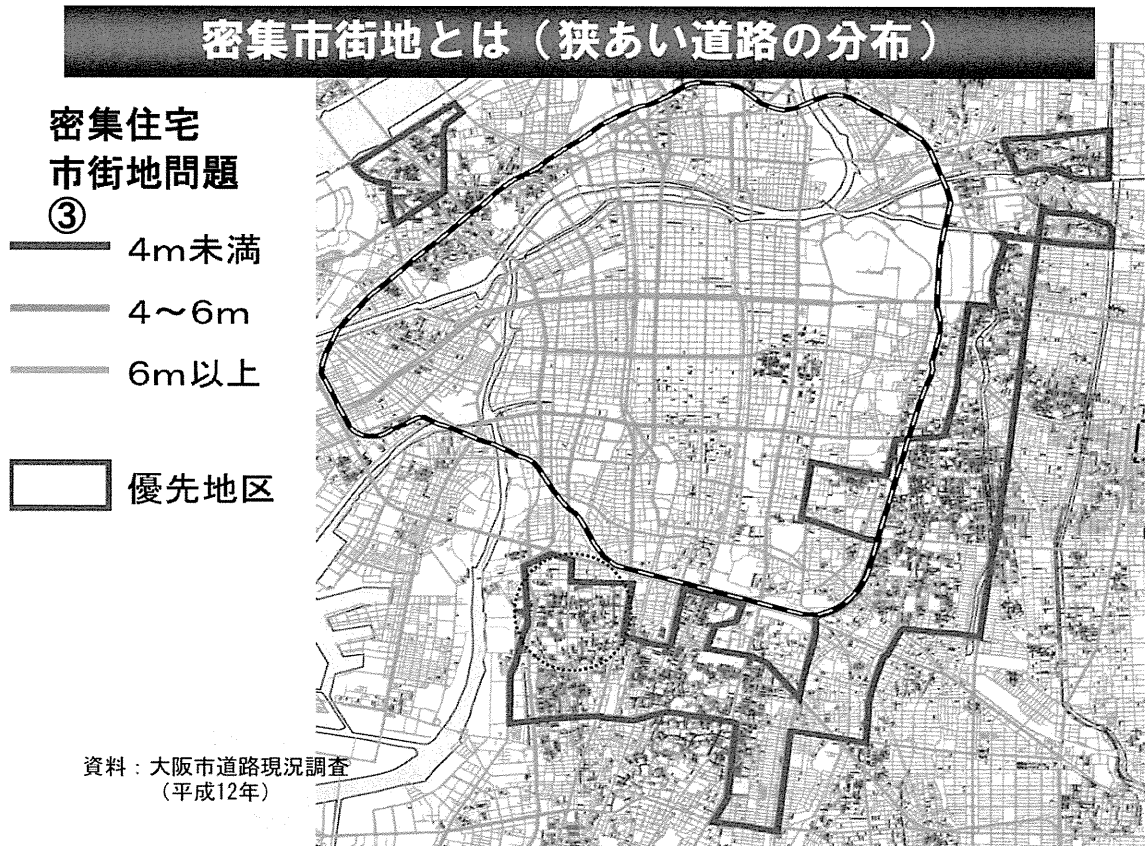 密集市街地とは（狭あい道路の分布）
密集住宅
市街地問題
③
4m未満
4～6m
6m以上
優先地区
資料：大阪市道路現況調査
（平成12年）